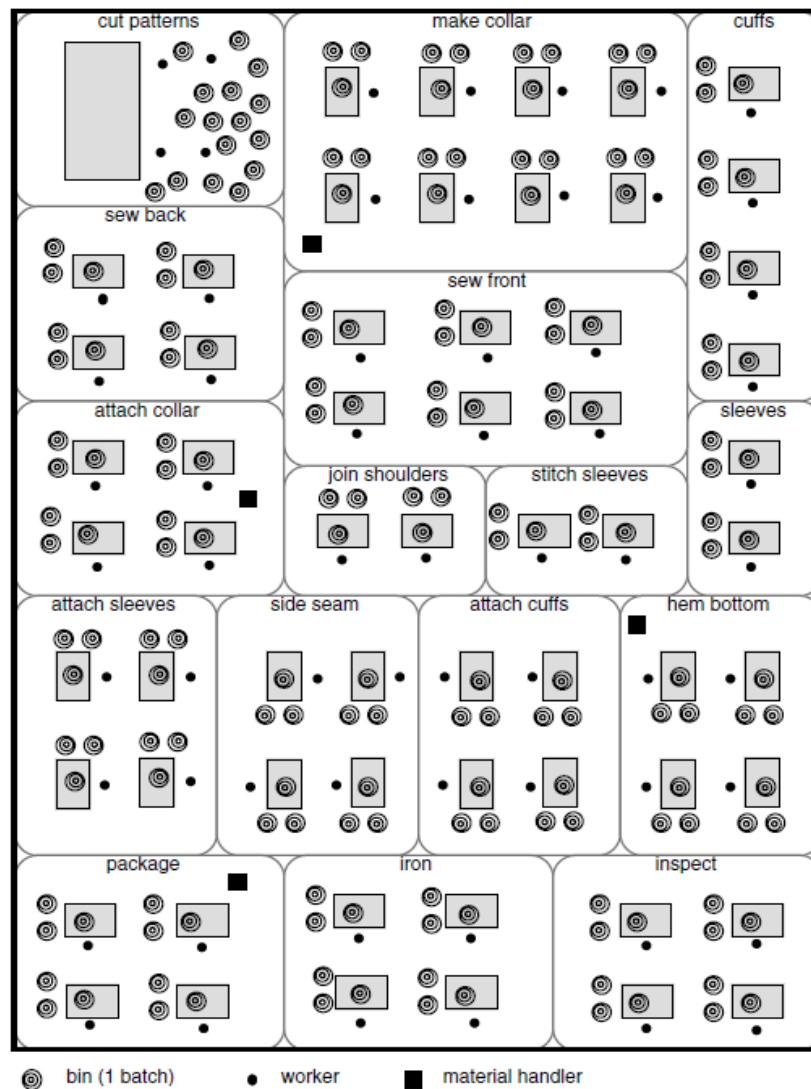 cut patterns
make collar
cuffs
sew back
sew front
attach collar
sleeves
join shoulders
stitch sleeves
attach sleeves
side seam
attach cuffs
hem bottom
package
iron
inspect
bin (1 batch)
worker
material handler